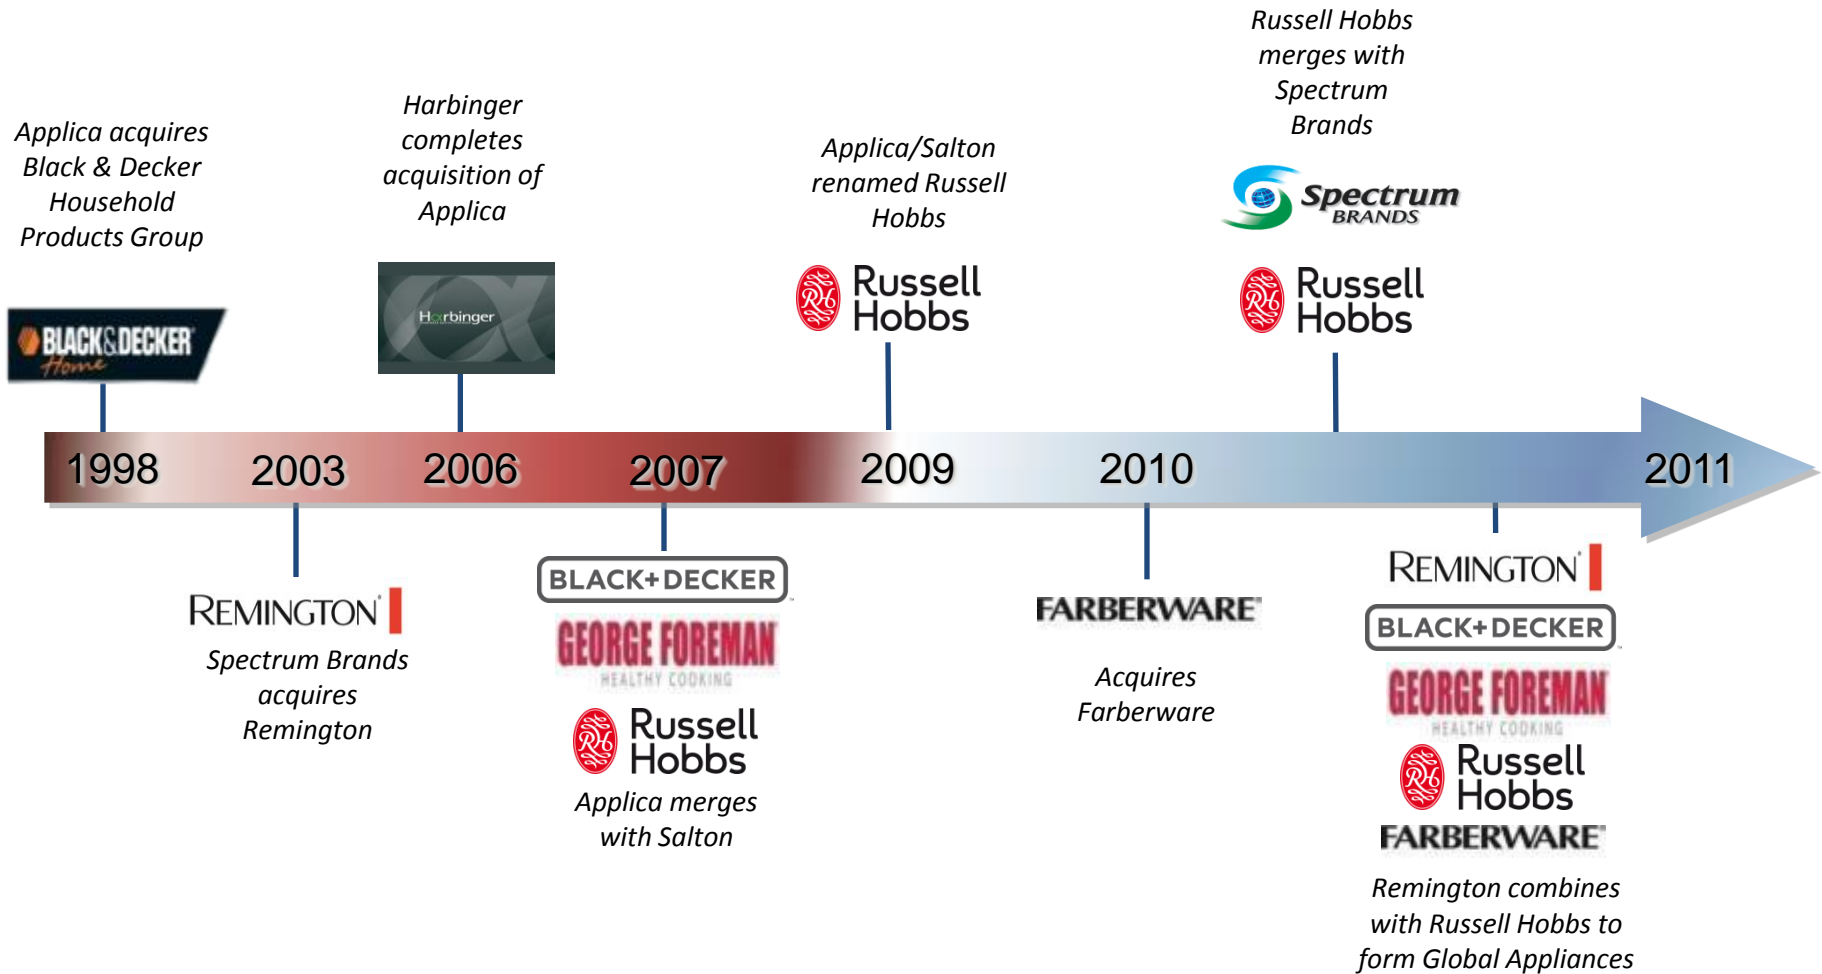 Applica acquires
Black & Decker
Household
Products Group
BLACK&DECKER
Home
Harbinger
completes
acquisition of
Applica
Harbinger
Applica/Salton
renamed Russell
Hobbs
Russell
Hobbs
Russell Hobbs
merges with
Spectrum
Brands
Spectrum
BRANDS
Russell
Hobbs
1998
2003
2006
2007
2009
2010
2011
REMINGTON
Spectrum Brands
acquires
Remington
BLACK+DECKER
GEORGE FOREMAN
HEALTHY COOKING
RH
Russell
Hobbs
Applica merges
with Salton
FARBERWARE
Acquires
Farberware
REMINGTON
BLACK+DECKER
GEORGE FOREMAN
HEALTHY COOKING
RH
Russell
Hobbs
FARBERWARE
Remington combines
with Russell Hobbs to
form Global Appliances